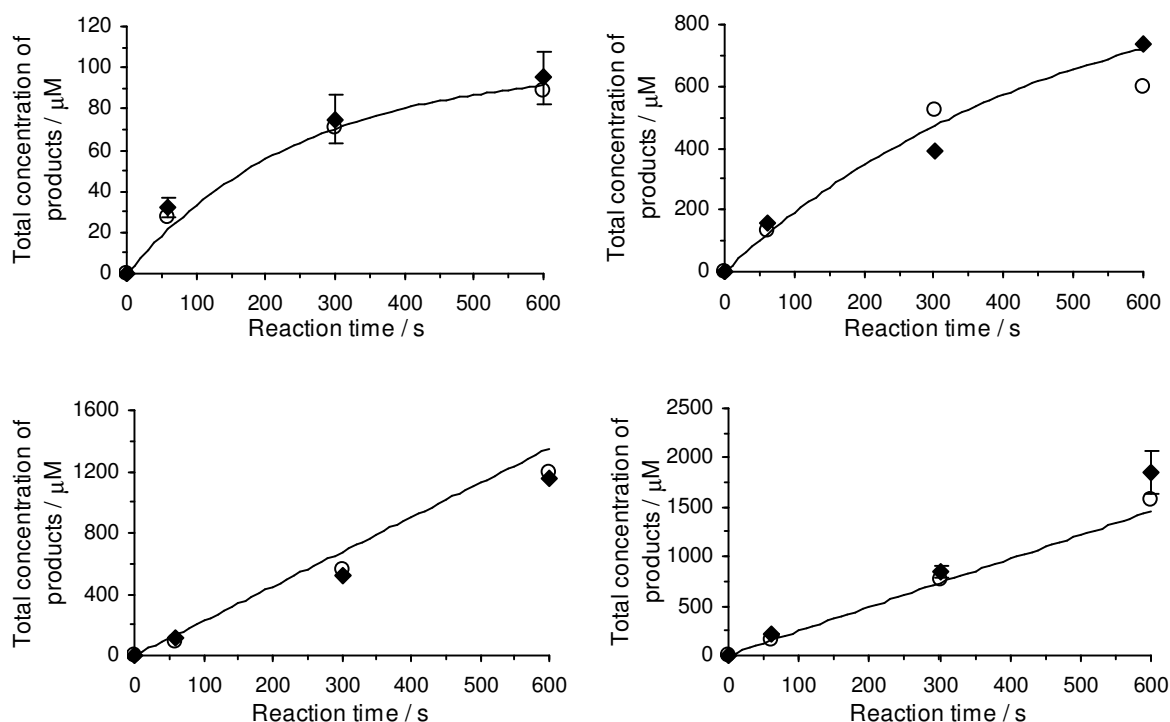 120
100
80
60
40
20
0
Total concentration of
products / μM
0 100 200 300 400 500 600
Reaction time / s
800
600
400
200
0
Total concentration of
products / μM
0 100 200 300 400 500 600
Reaction time / s
1600
1200
800
400
0
Total concentration of
products / μM
0 100 200 300 400 500 600
Reaction time / s
2500
2000
1500
1000
500
0
Total concentration of
products / μM
0 100 200 300 400 500 600
Reaction time / s